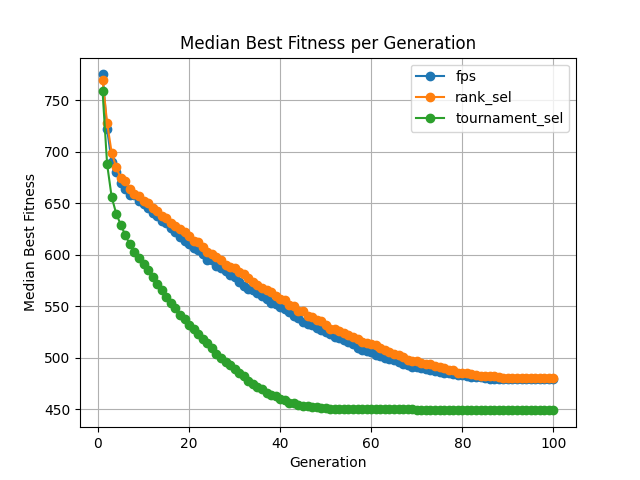 Median Best Fitness per Generation
fps
rank_sel
tournament_sel
Median Best Fitness
750
700
650
600
550
500
450
0 20 40 60 80 100
Generation